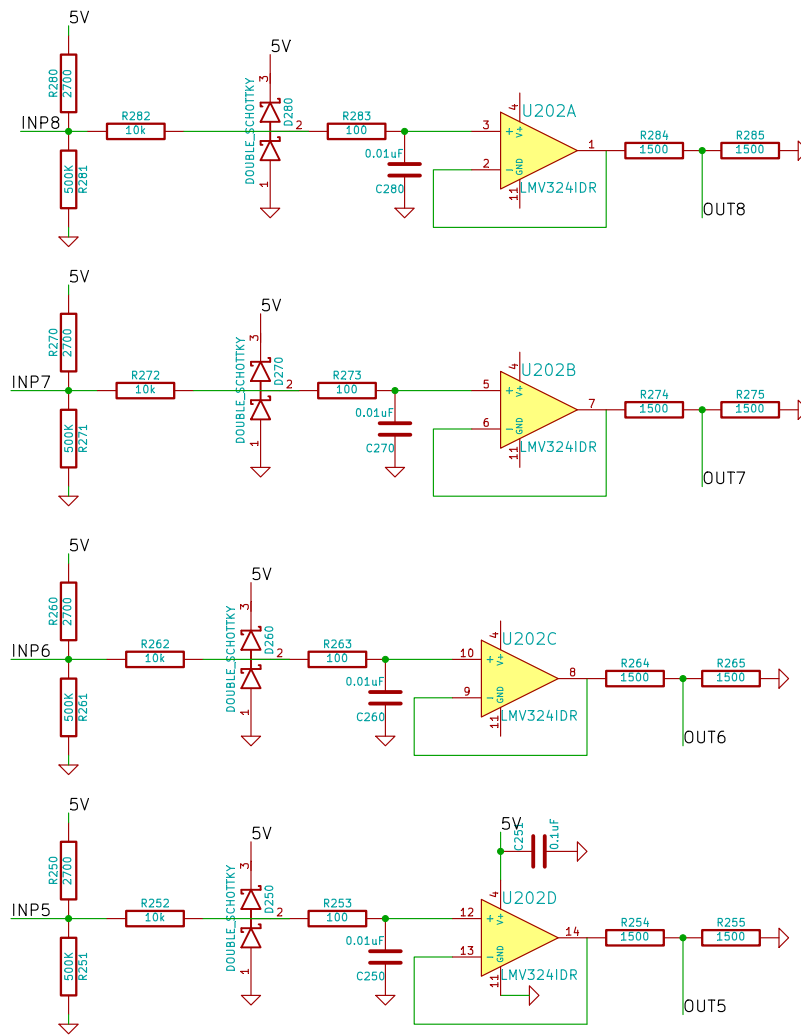 5V
R280
2700
INP8
500K
R281
R282
10k
5V
DOUBLE_SCHOTTKY
3
D280
2
1
R283
100
0.01uF
C280
U202A
4
V+
3
+
2
-
GND
11
1
LMV324IDR
R284
1500
R285
1500
OUT8
5V
R270
2700
INP7
500K
R271
R272
10k
5V
DOUBLE_SCHOTTKY
3
D270
2
1
R273
100
0.01uF
C270
U202B
4
V+
5
+
6
-
GND
11
7
LMV324IDR
R274
1500
R275
1500
OUT7
5V
R260
2700
INP6
500K
R261
R262
10k
5V
DOUBLE_SCHOTTKY
3
D260
2
1
R263
100
0.01uF
C260
U202C
4
V+
10
+
9
-
GND
11
8
LMV324IDR
R264
1500
R265
1500
OUT6
5V
R250
2700
INP5
500K
R251
R252
10k
5V
DOUBLE_SCHOTTKY
3
D250
2
1
R253
100
0.01uF
C250
5V
C251
0.1uF
U202D
4
V+
12
+
13
-
GND
11
14
LMV324IDR
R254
1500
R255
1500
OUT5